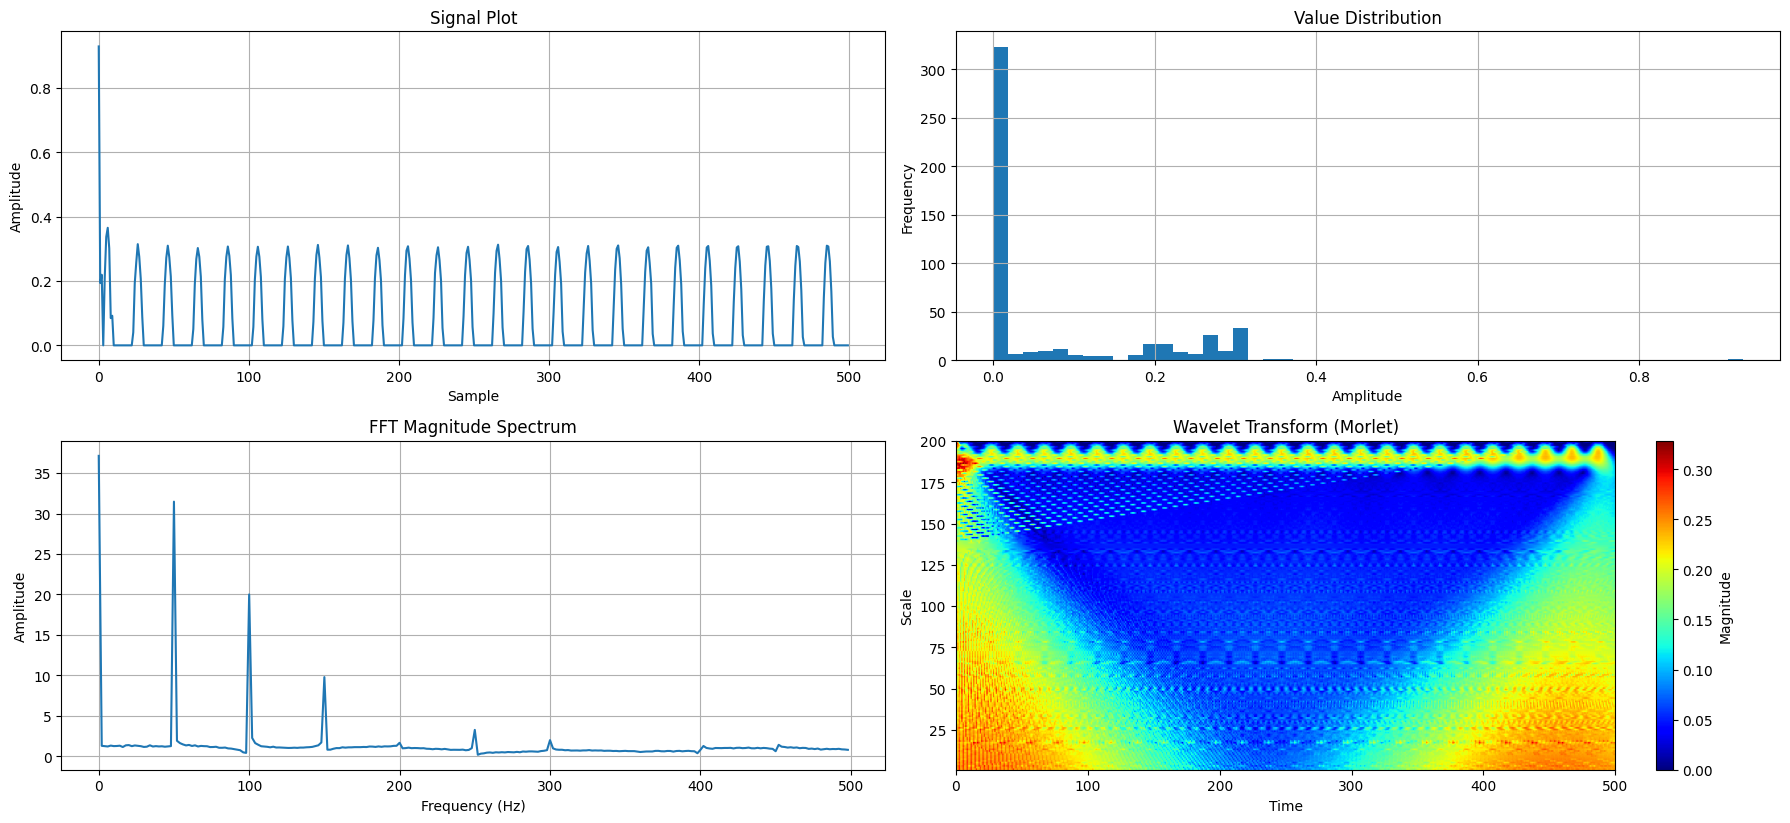 Signal Plot
Amplitude
0.8
0.6
0.4
0.2
0.0
0 100 200 300 400 500
Sample
Value Distribution
Frequency
300
250
200
150
100
50
0
0.0 0.2 0.4 0.6 0.8
Amplitude
FFT Magnitude Spectrum
Amplitude
35
30
25
20
15
10
5
0
0 100 200 300 400 500
Frequency (Hz)
Wavelet Transform (Morlet)
Scale
200
175
150
125
100
75
50
25
0 100 200 300 400 500
Time
0.30
0.25
0.20
0.15
0.10
0.05
0.00
Magnitude